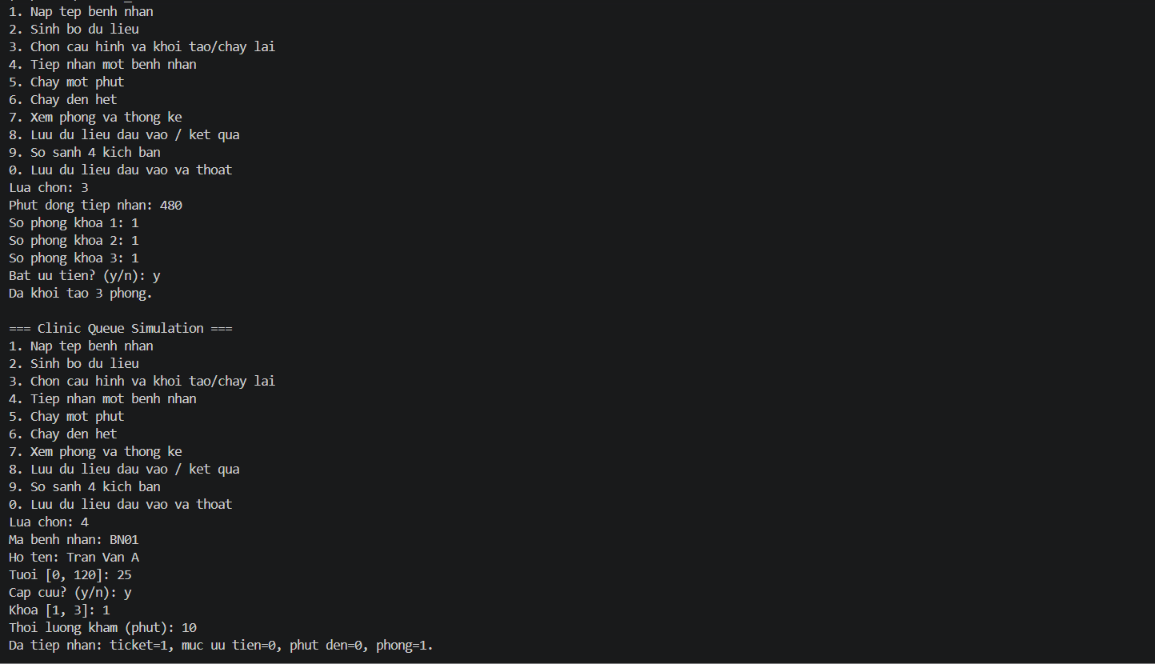 1. Nap tep benh nhan
2. Sinh bo du lieu
3. Chon cau hinh va khoi tao/chay lai
4. Tiep nhan mot benh nhan
5. Chay mot phut
6. Chay den het
7. Xem phong va thong ke
8. Luu du lieu dau vao / ket qua
9. So sanh 4 kich ban
0. Luu du lieu dau vao va thoat
Lua chon: 3
Phut dong tiep nhan: 480
So phong khoa 1: 1
So phong khoa 2: 1
So phong khoa 3: 1
Bat uu tien? (y/n): y
Da khoi tao 3 phong.
=== Clinic Queue Simulation ===
1. Nap tep benh nhan
2. Sinh bo du lieu
3. Chon cau hinh va khoi tao/chay lai
4. Tiep nhan mot benh nhan
5. Chay mot phut
6. Chay den het
7. Xem phong va thong ke
8. Luu du lieu dau vao / ket qua
9. So sanh 4 kich ban
0. Luu du lieu dau vao va thoat
Lua chon: 4
Ma benh nhan: BN01
Ho ten: Tran Van A
Tuoi [0, 120]: 25
Cap cuu? (y/n): y
Khoa [1, 3]: 1
Thoi luong kham (phut): 10
Da tiep nhan: ticket=1, muc uu tien=0, phut den=0, phong=1.